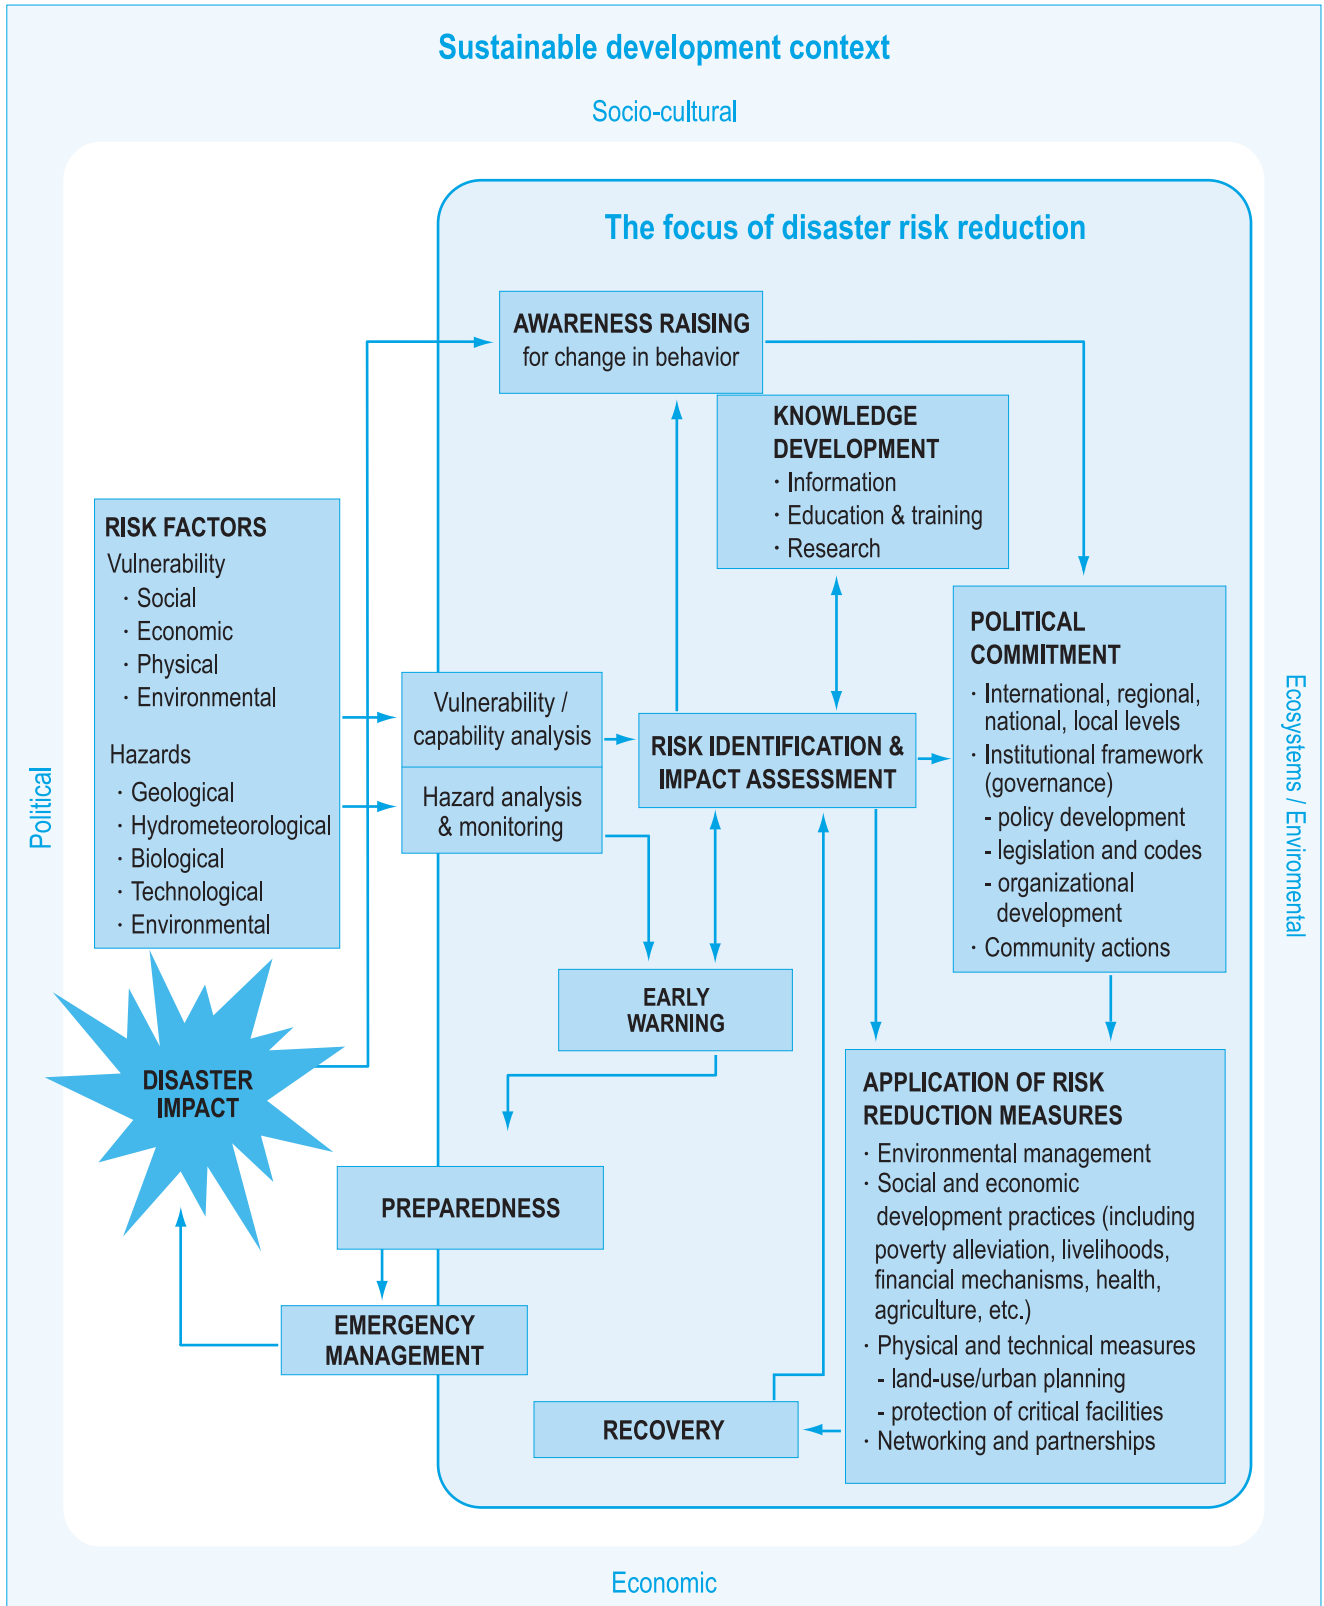 Sustainable development context
Socio-cultural
The focus of disaster risk reduction
AWARENESS RAISING
for change in behavior
KNOWLEDGE
DEVELOPMENT
· Information
· Education & training
· Research
RISK FACTORS
Vulnerability
· Social
· Economic
· Physical
· Environmental
Hazards
· Geological
· Hydrometeorological
· Biological
· Technological
· Environmental
Vulnerability /
capability analysis
Hazard analysis
& monitoring
RISK IDENTIFICATION &
IMPACT ASSESSMENT
POLITICAL
COMMITMENT
· International, regional,
national, local levels
· Institutional framework
(governance)
- policy development
- legislation and codes
- organizational
development
· Community actions
Political
Ecosystems / Enviromental
EARLY
WARNING
DISASTER
IMPACT
PREPAREDNESS
EMERGENCY
MANAGEMENT
RECOVERY
APPLICATION OF RISK
REDUCTION MEASURES
· Environmental management
· Social and economic
development practices (including
poverty alleviation, livelihoods,
financial mechanisms, health,
agriculture, etc.)
· Physical and technical measures
- land-use/urban planning
- protection of critical facilities
· Networking and partnerships
Economic